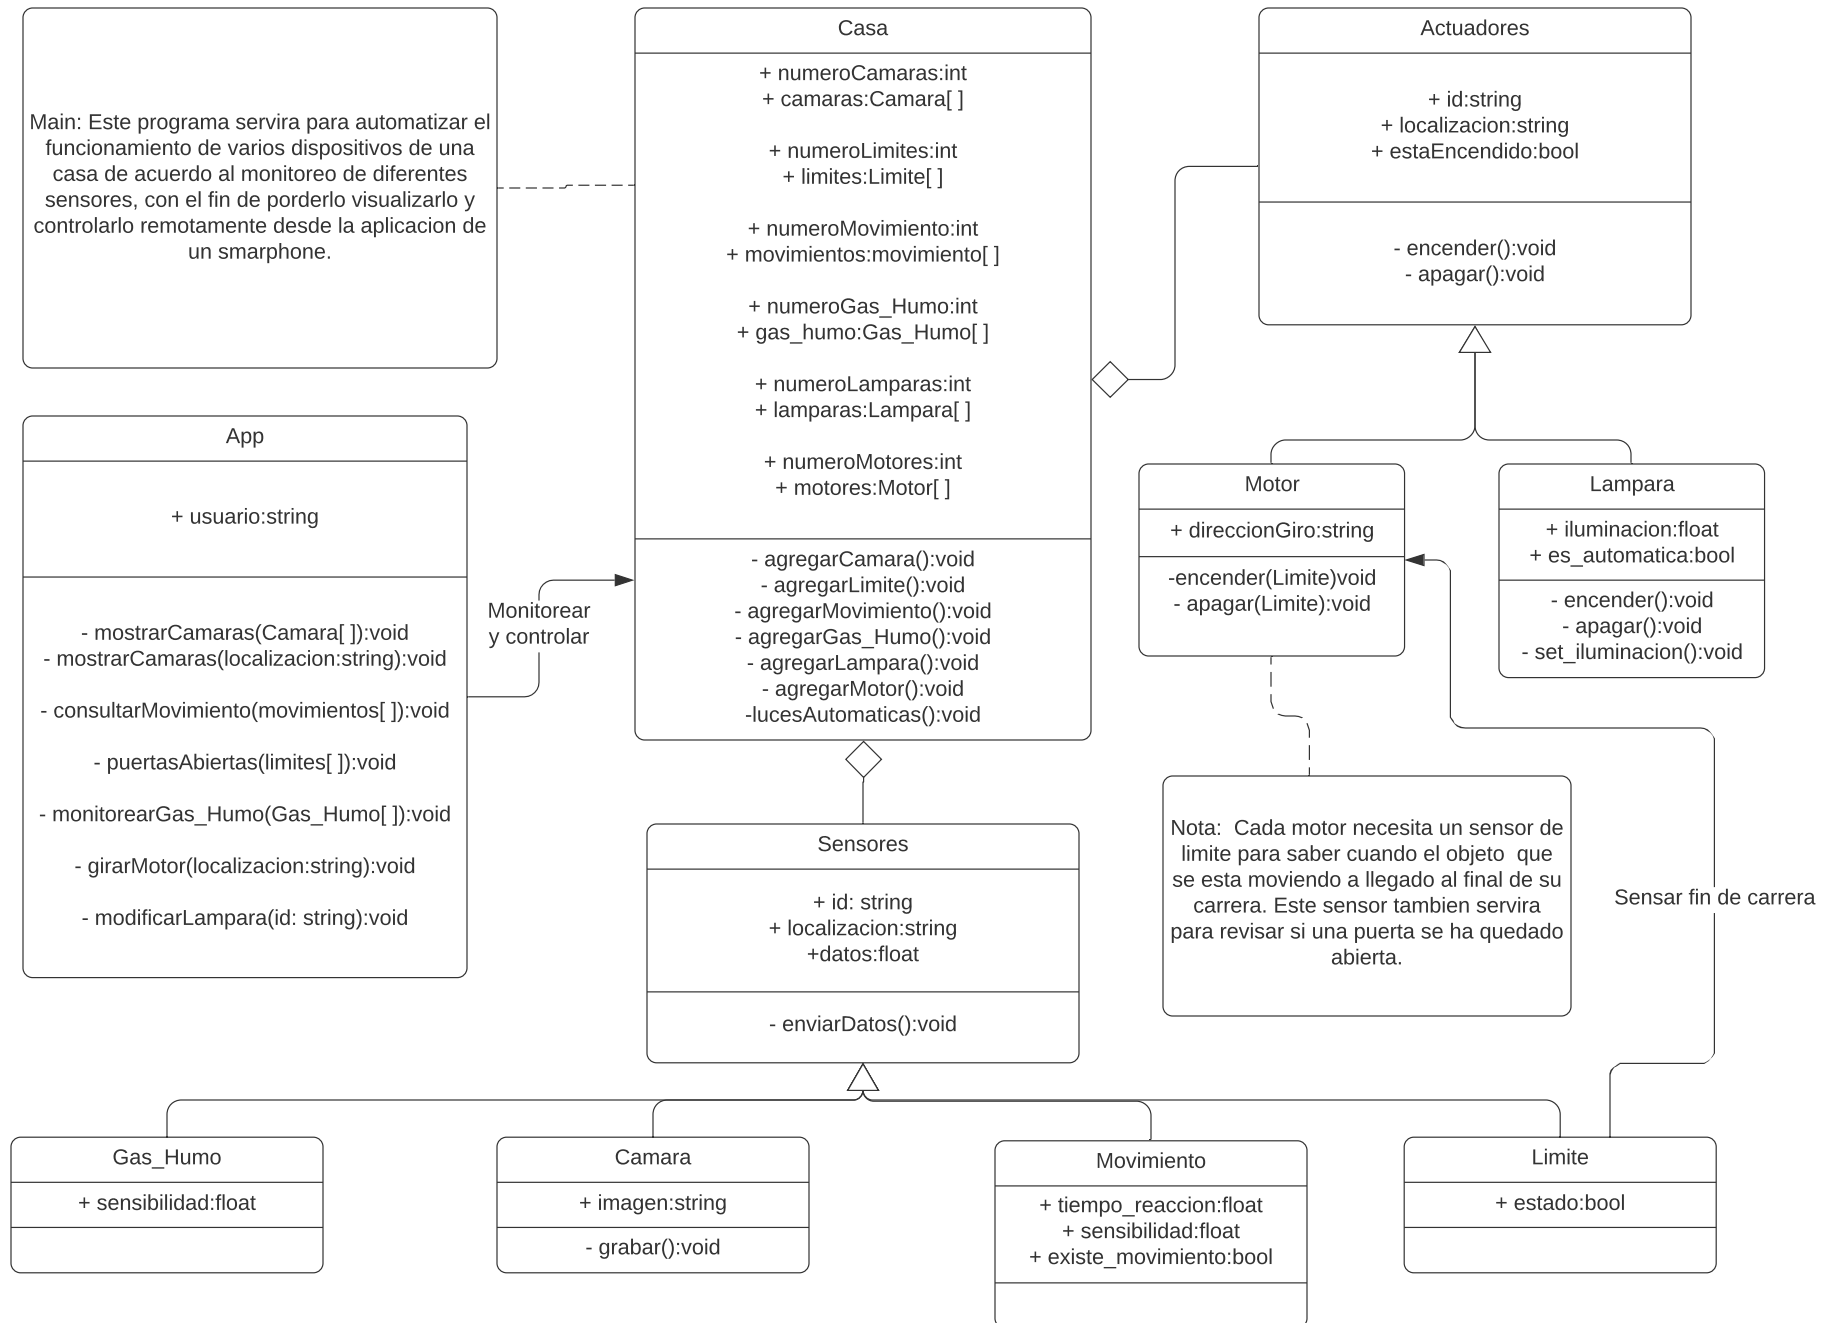 Main: Este programa servira para automatizar el
funcionamiento de varios dispositivos de una
casa de acuerdo al monitoreo de diferentes
sensores, con el fin de porderlo visualizarlo y
controlarlo remotamente desde la aplicacion de
un smarphone.
Casa
+ numeroCamaras:int
+ camaras:Camara[ ]
+ numeroLimites:int
+ limites:Limite[ ]
+ numeroMovimiento:int
+ movimientos:movimiento[ ]
+ numeroGas_Humo:int
+ gas_humo:Gas_Humo[ ]
+ numeroLamparas:int
+ lamparas:Lampara[ ]
+ numeroMotores:int
+ motores:Motor[ ]
- agregarCamara():void
- agregarLimite():void
- agregarMovimiento():void
- agregarGas_Humo():void
- agregarLampara():void
- agregarMotor():void
-lucesAutomaticas():void
Actuadores
+ id:string
+ localizacion:string
+ estaEncendido:bool
- encender():void
- apagar():void
App
+ usuario:string
- mostrarCamaras(Camara[ ]):void
- mostrarCamaras(localizacion:string):void
- consultarMovimiento(movimientos[ ]):void
- puertasAbiertas(limites[ ]):void
- monitorearGas_Humo(Gas_Humo[ ]):void
- girarMotor(localizacion:string):void
- modificarLampara(id: string):void
Monitorear
y controlar
Motor
+ direccionGiro:string
-encender(Limite)void
- apagar(Limite):void
Lampara
+ iluminacion:float
+ es_automatica:bool
- encender():void
- apagar():void
- set_iluminacion():void
Nota:  Cada motor necesita un sensor de
limite para saber cuando el objeto  que
se esta moviendo a llegado al final de su
carrera. Este sensor tambien servira
para revisar si una puerta se ha quedado
abierta.
Sensar fin de carrera
Sensores
+ id: string
+ localizacion:string
+datos:float
- enviarDatos():void
Gas_Humo
+ sensibilidad:float
Camara
+ imagen:string
- grabar():void
Movimiento
+ tiempo_reaccion:float
+ sensibilidad:float
+ existe_movimiento:bool
Limite
+ estado:bool